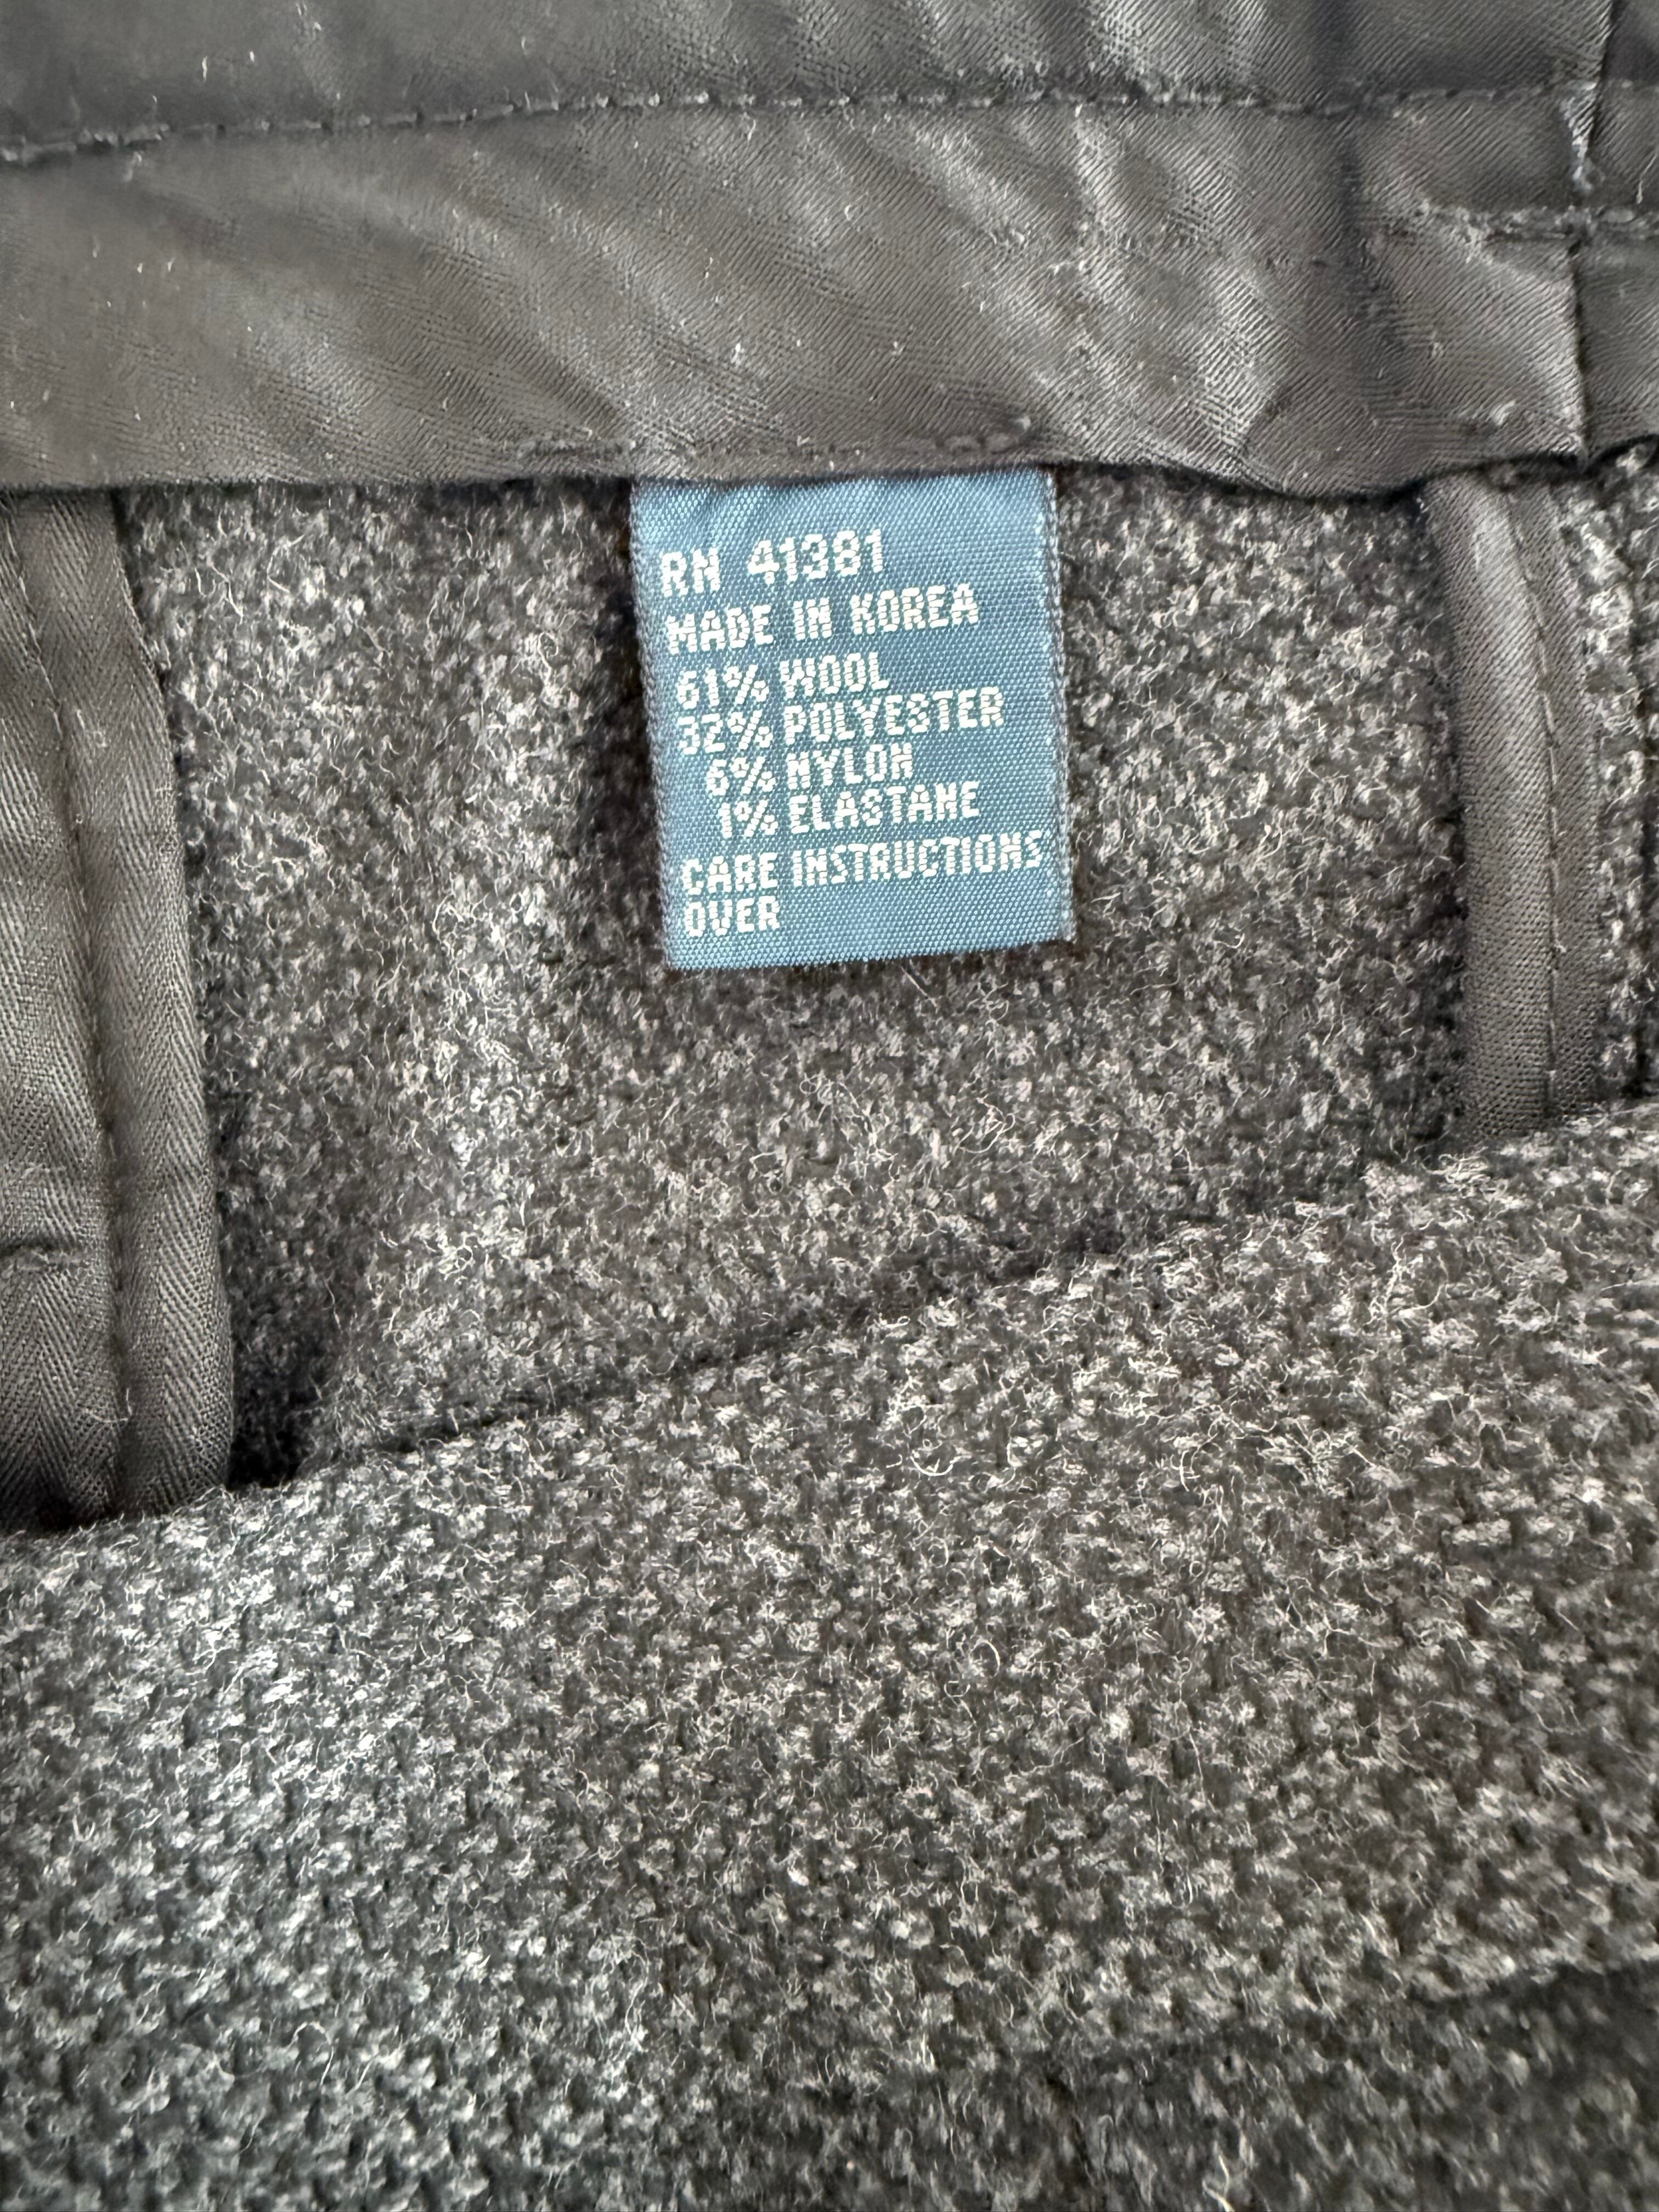 RN 41381
MADE IN KOREA
61% WOOL
32% POLYESTER
6% NYLON
1% ELASTANE
CARE INSTRUCTIONS
OVER